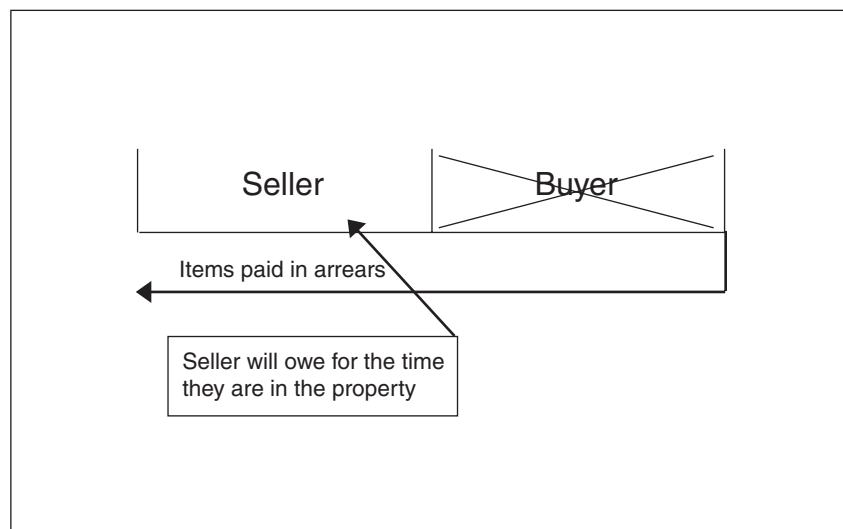 Seller
Buyer
Items paid in arrears
Seller will owe for the time
they are in the property